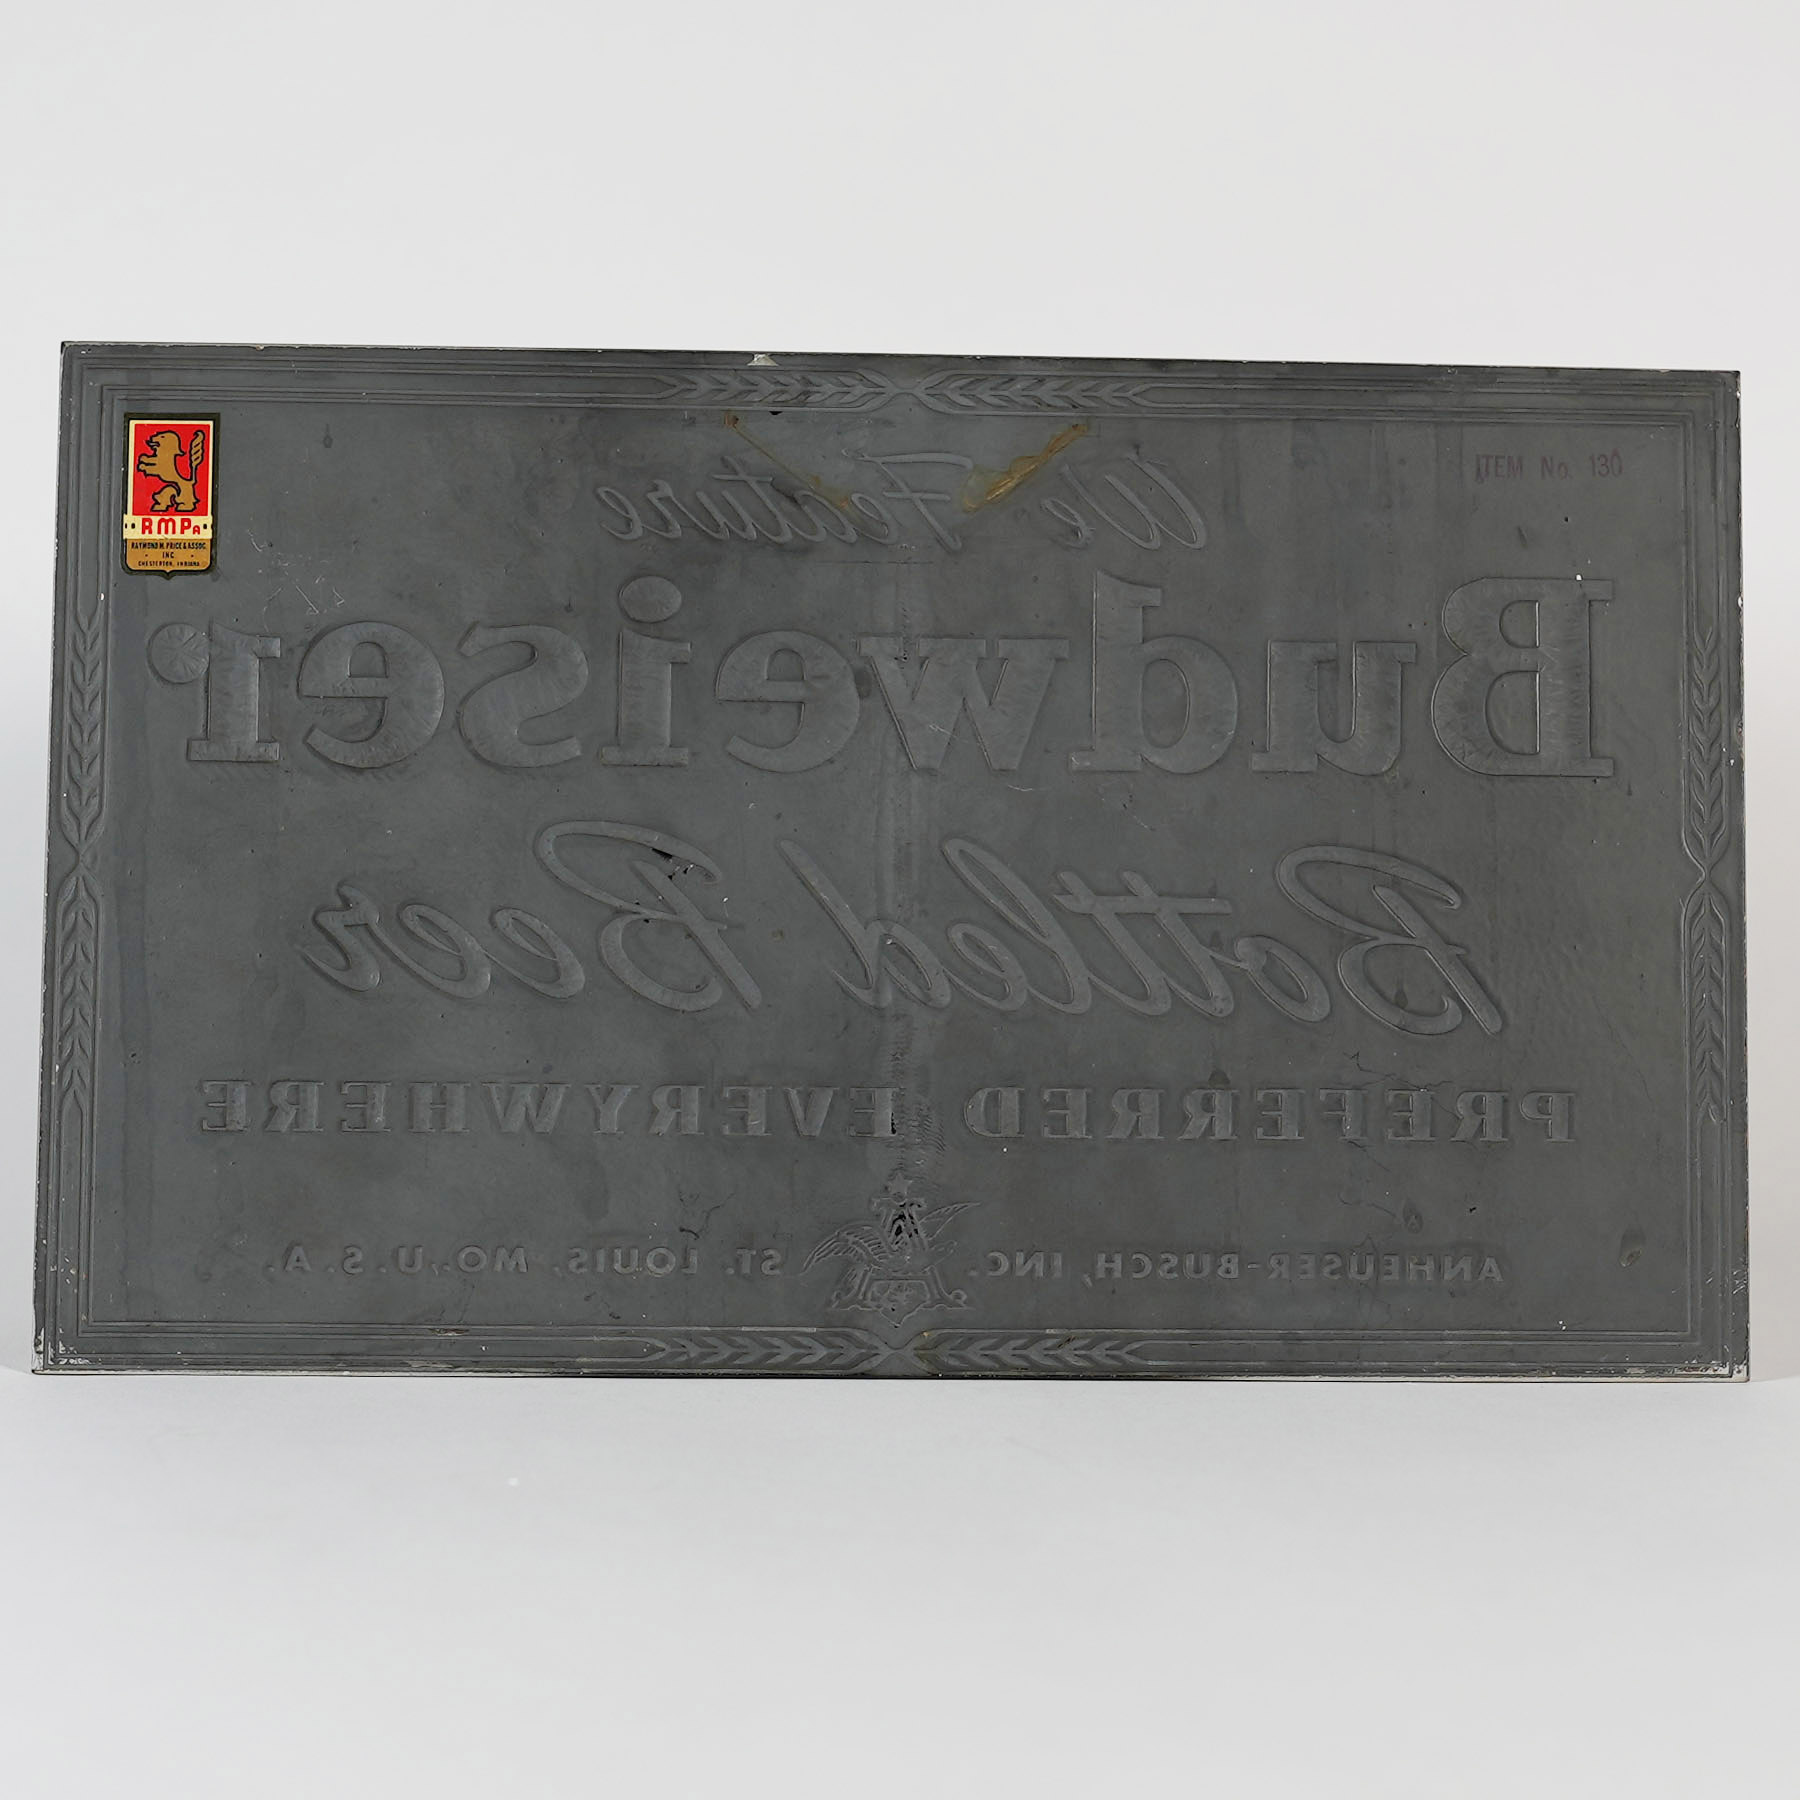 RMPA
RAYMOND M. PRICE & ASSOC.
INC.
CHESTERTON, INDIANA
ITEM No. 130
We Feature
Budweiser
Bottled Beer
PREFERRED EVERYWHERE
ANHEUSER-BUSCH, INC. ST. LOUIS, MO., U. S. A.